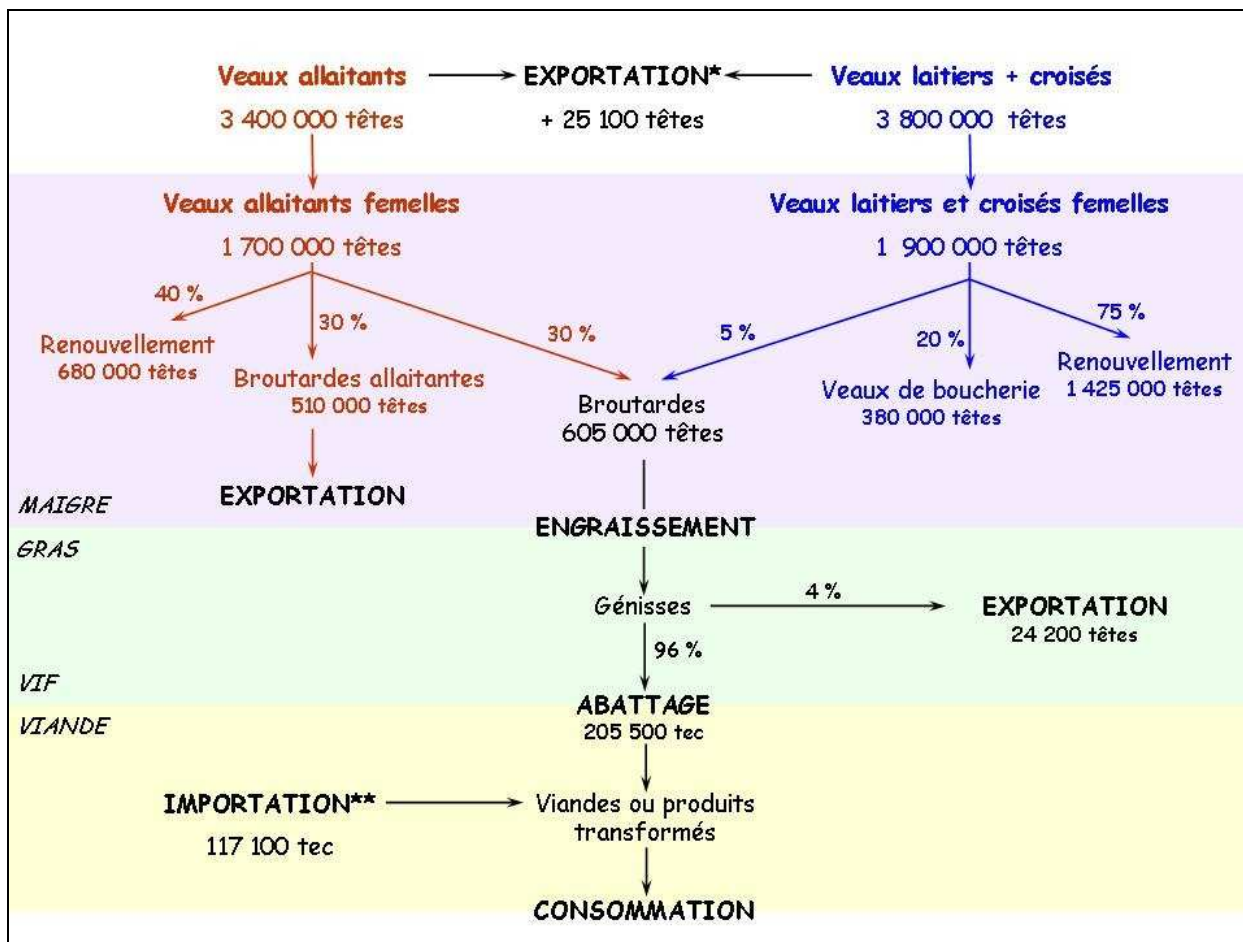 Veaux allaitants
EXPORTATION*
Veaux laitiers + croisés
3 400 000 têtes
+ 25 100 têtes
3 800 000 têtes
Veaux allaitants femelles
Veaux laitiers et croisés femelles
1 700 000 têtes
1 900 000 têtes
40 %
30 %
30 %
5 %
20 %
75 %
Renouvellement
680 000 têtes
Broutardes allaitantes
510 000 têtes
Broutardes
605 000 têtes
Veaux de boucherie
380 000 têtes
Renouvellement
1 425 000 têtes
EXPORTATION
MAIGRE
ENGRAISSEMENT
GRAS
Génisses
4 %
EXPORTATION
24 200 têtes
96 %
VIF
ABATTAGE
205 500 tec
VIANDE
IMPORTATION**
117 100 tec
Viandes ou produits
transformés
CONSOMMATION